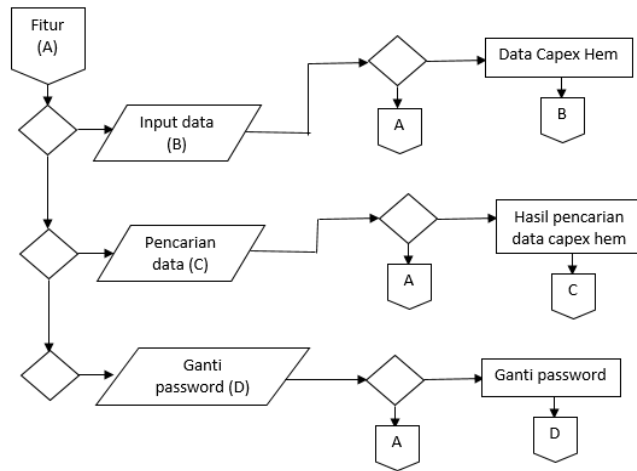 Fitur
(A)
Data Capex Hem
Input data
(B)
A
B
Pencarian
data (C)
Hasil pencarian
data capex hem
A
C
Ganti
password (D)
Ganti password
A
D